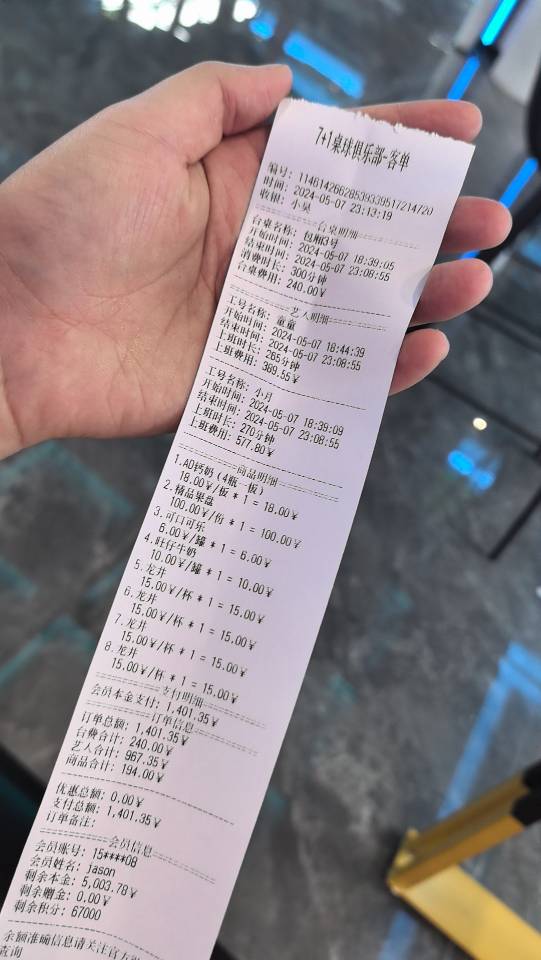 7+1桌球俱乐部-客单
编号: 1146142662853933951721 4720
时间: 2024-05-07 23:13:19
收银: 小吴
台桌明细
台桌名称: 包厢3号
开始时间: 2024-05-07 18:39:05
结束时间: 2024-05-07 23:08:55
消费时长: 300分钟
台桌费用: 240.00¥
艺人明细
工号名称: 童童
开始时间: 2024-05-07 18:44:39
结束时间: 2024-05-07 23:08:55
上班时长: 265分钟
上班费用: 389.55¥
工号名称: 小月
开始时间: 2024-05-07 18:39:09
结束时间: 2024-05-07 23:08:55
上班时长: 270分钟
上班费用: 577.80¥
商品明细
1.AD钙奶(4瓶一板)
18.00¥/板 * 1 = 18.00¥
2.精品果盘
100.00¥/份 * 1 = 100.00¥
3.可口可乐
6.00¥/罐 * 1 = 6.00¥
4.旺仔牛奶
10.00¥/罐 * 1 = 10.00¥
5.龙井
15.00¥/杯 * 1 = 15.00¥
6.龙井
15.00¥/杯 * 1 = 15.00¥
7.龙井
15.00¥/杯 * 1 = 15.00¥
8.龙井
15.00¥/杯 * 1 = 15.00¥
支付明细
会员本金支付: 1,401.35¥
订单信息
订单总额: 1,401.35¥
台费合计: 240.00¥
艺人合计: 967.35¥
商品合计: 194.00¥
优惠总额: 0.00¥
支付总额: 1,401.35¥
订单备注:
会员信息
会员账号: 15****08
会员姓名: Jason
剩余本金: 5,003.78¥
剩余赠金: 0.00¥
剩余积分: 67000
余额准确信息请关注官方
查询